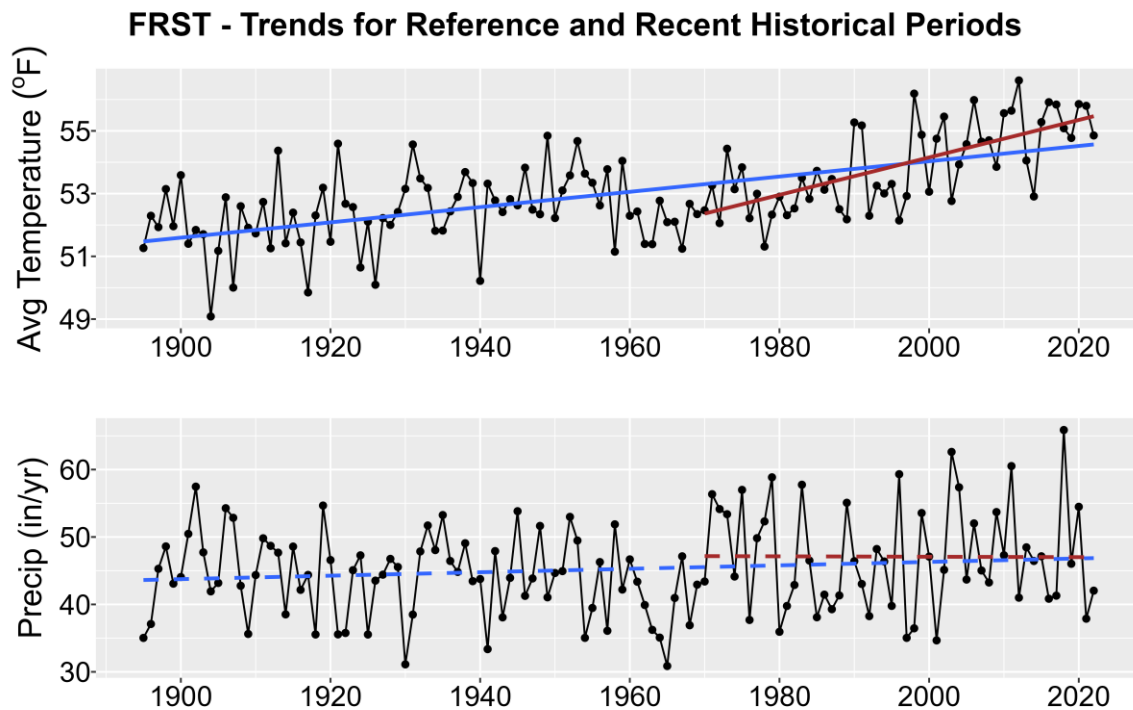 FRST - Trends for Reference and Recent Historical Periods
Avg Temperature (°F)
55
53
51
49
1900 1920 1940 1960 1980 2000 2020
Precip (in/yr)
60
50
40
30
1900 1920 1940 1960 1980 2000 2020